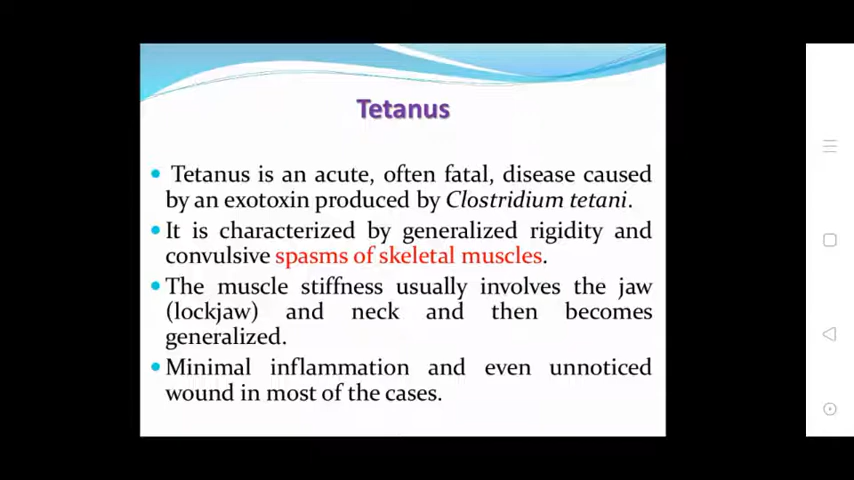 Tetanus
• Tetanus is an acute, often fatal, disease caused
by an exotoxin produced by Clostridium tetani.
• It is characterized by generalized rigidity and
convulsive spasms of skeletal muscles.
• The muscle stiffness usually involves the jaw
(lockjaw) and neck and then becomes
generalized.
• Minimal inflammation and even unnoticed
wound in most of the cases.